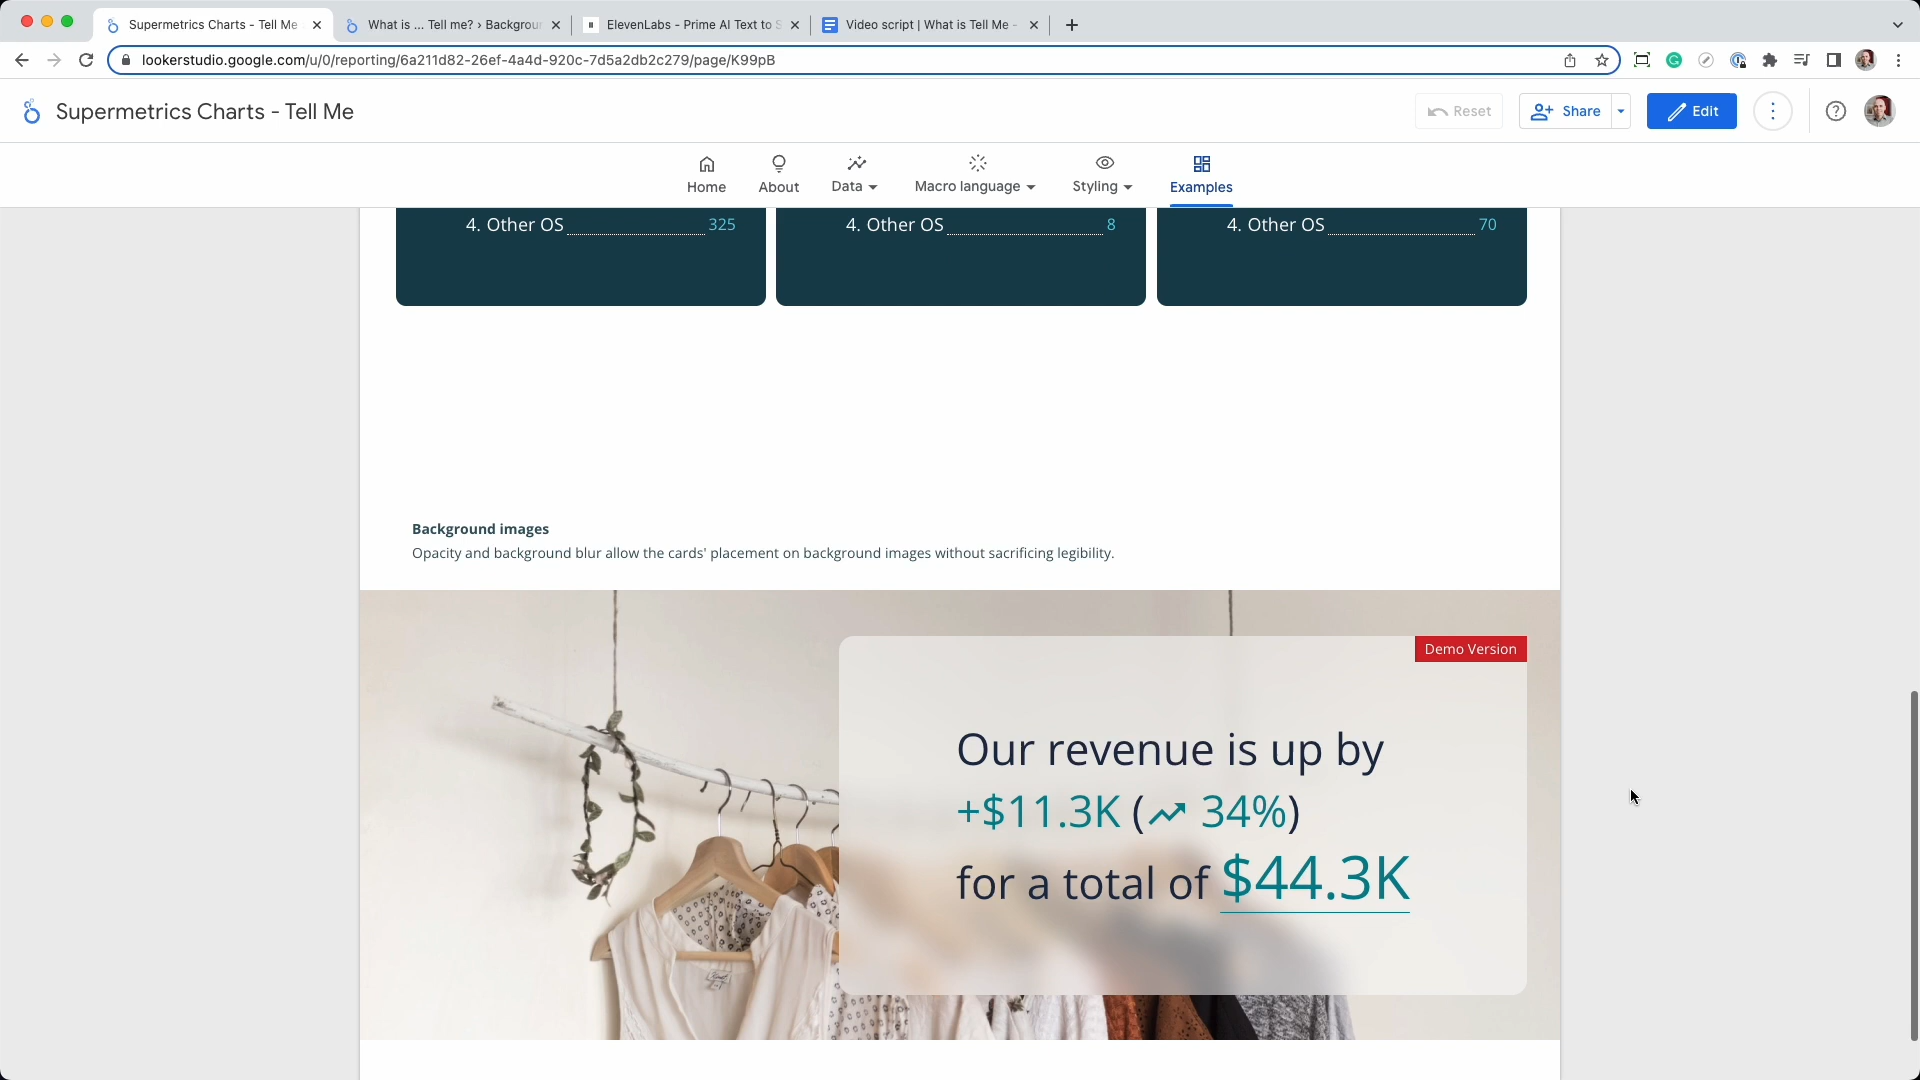 Supermetrics Charts - Tell Me
What is ... Tell me? › Backgroun
ElevenLabs - Prime AI Text to S
Video script | What is Tell Me -
lookerstudio.google.com/u/0/reporting/6a211d82-26ef-4a4d-920c-7d5a2db2c279/page/K99pB
Supermetrics Charts - Tell Me
Reset
Share
Edit
Home
About
Data
Macro language
Styling
Examples
4. Other OS 325
4. Other OS 8
4. Other OS 70
Background images
Opacity and background blur allow the cards' placement on background images without sacrificing legibility.
Demo Version
Our revenue is up by
+$11.3K ( 34%)
for a total of $44.3K